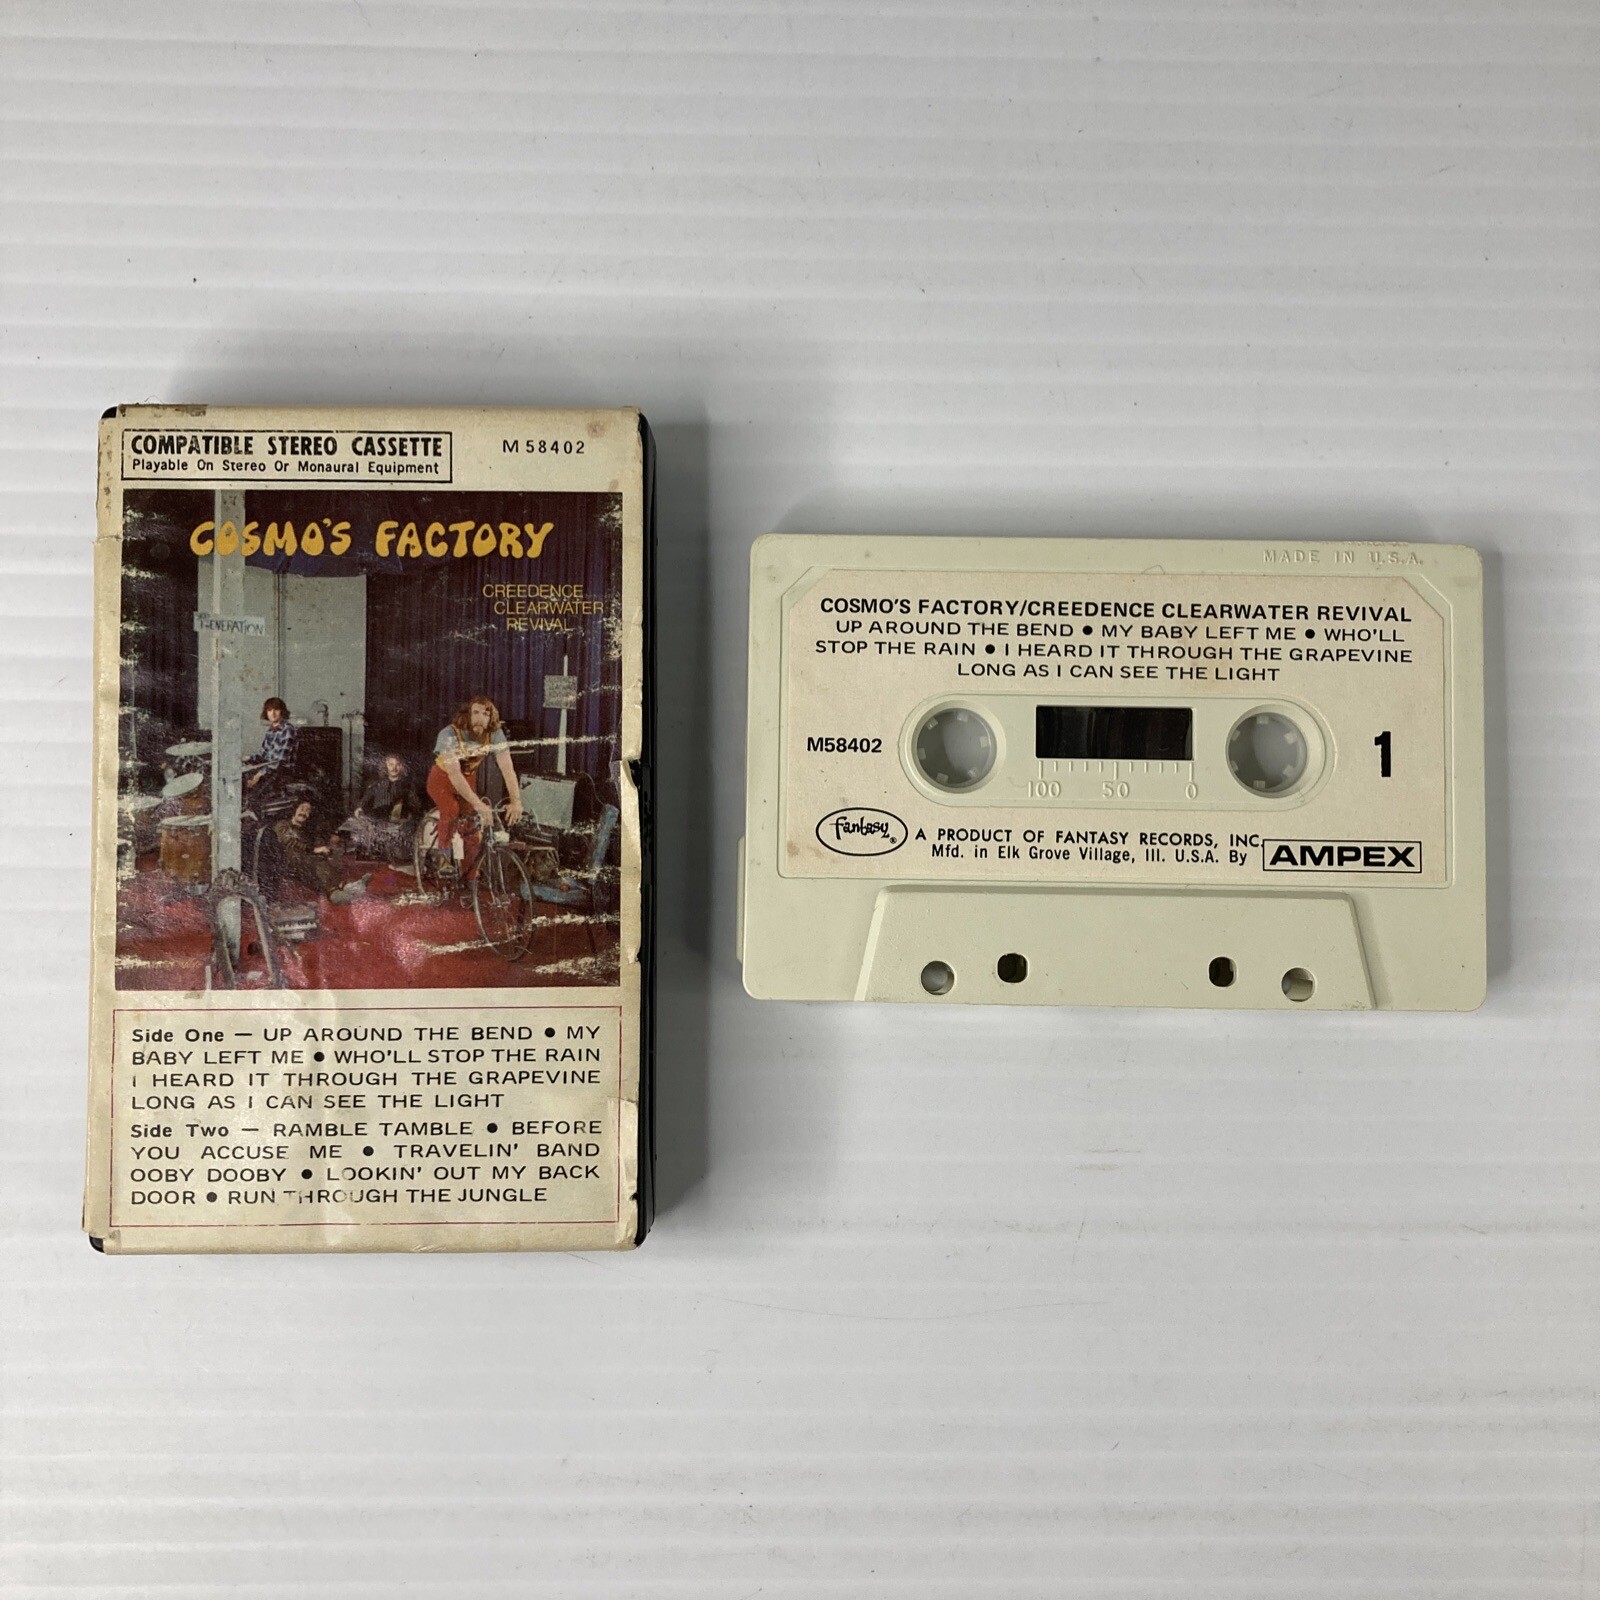 COMPATIBLE STEREO CASSETTE
Playable On Stereo Or Monaural Equipment
M 58402
COSMO'S FACTORY
CREEDENCE
CLEARWATER
REVIVAL
GENERATION
Side One — UP AROUND THE BEND ● MY
BABY LEFT ME ● WHO'LL STOP THE RAIN
I HEARD IT THROUGH THE GRAPEVINE
LONG AS I CAN SEE THE LIGHT
Side Two — RAMBLE TAMBLE ● BEFORE
YOU ACCUSE ME ● TRAVELIN' BAND
OOBY DOOBY ● LOOKIN' OUT MY BACK
DOOR ● RUN THROUGH THE JUNGLE
MADE IN U.S.A.
COSMO'S FACTORY/CREEDENCE CLEARWATER REVIVAL
UP AROUND THE BEND ● MY BABY LEFT ME ● WHO'LL
STOP THE RAIN ● I HEARD IT THROUGH THE GRAPEVINE
LONG AS I CAN SEE THE LIGHT
M58402
1
100 50 0
Fantasy ®
A PRODUCT OF FANTASY RECORDS, INC.
Mfd. in Elk Grove Village, Ill. U.S.A. By AMPEX